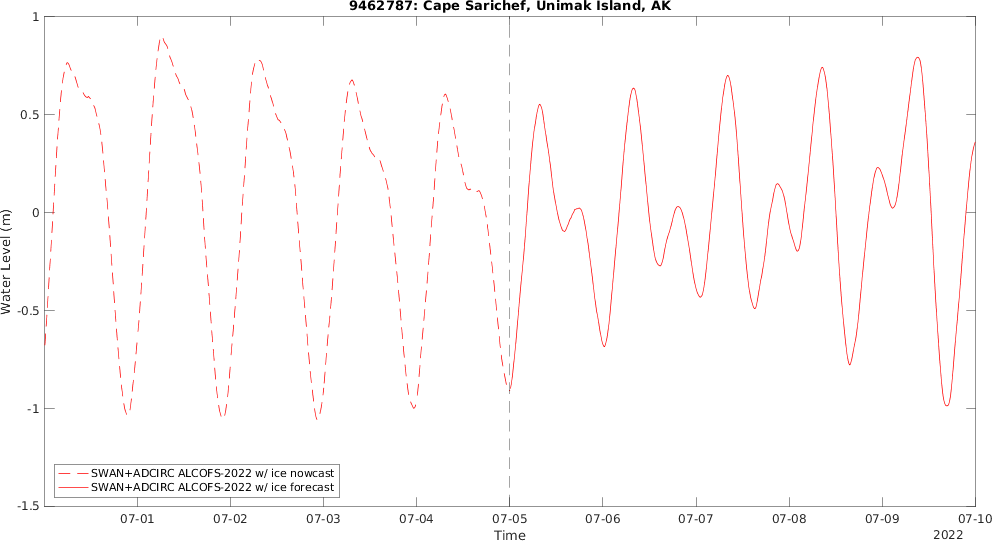 9462787: Cape Sarichef, Unimak Island, AK
1
0.5
0
-0.5
-1
-1.5
Water Level (m)
SWAN+ADCIRC ALCOFS-2022 w/ ice nowcast
SWAN+ADCIRC ALCOFS-2022 w/ ice forecast
07-01 07-02 07-03 07-04 07-05 07-06 07-07 07-08 07-09 07-10
Time
2022